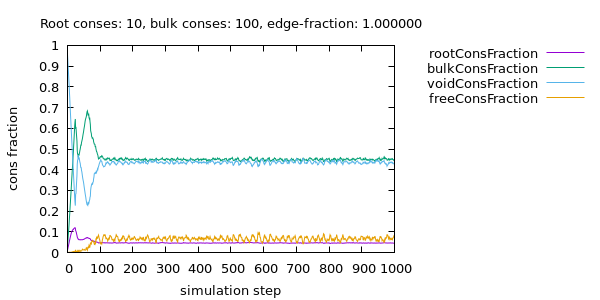 Root conses: 10, bulk conses: 100, edge-fraction: 1.000000
rootConsFraction
bulkConsFraction
voidConsFraction
freeConsFraction
cons fraction
1
0.9
0.8
0.7
0.6
0.5
0.4
0.3
0.2
0.1
0
0 100 200 300 400 500 600 700 800 900 1000
simulation step